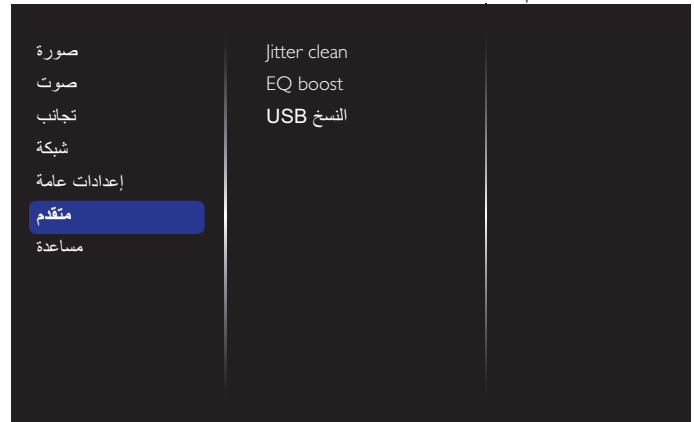 صورة
صوت
تجانب
شبكة
إعدادات عامة
متقدم
مساعدة
Jitter clean
EQ boost
النسخ USB